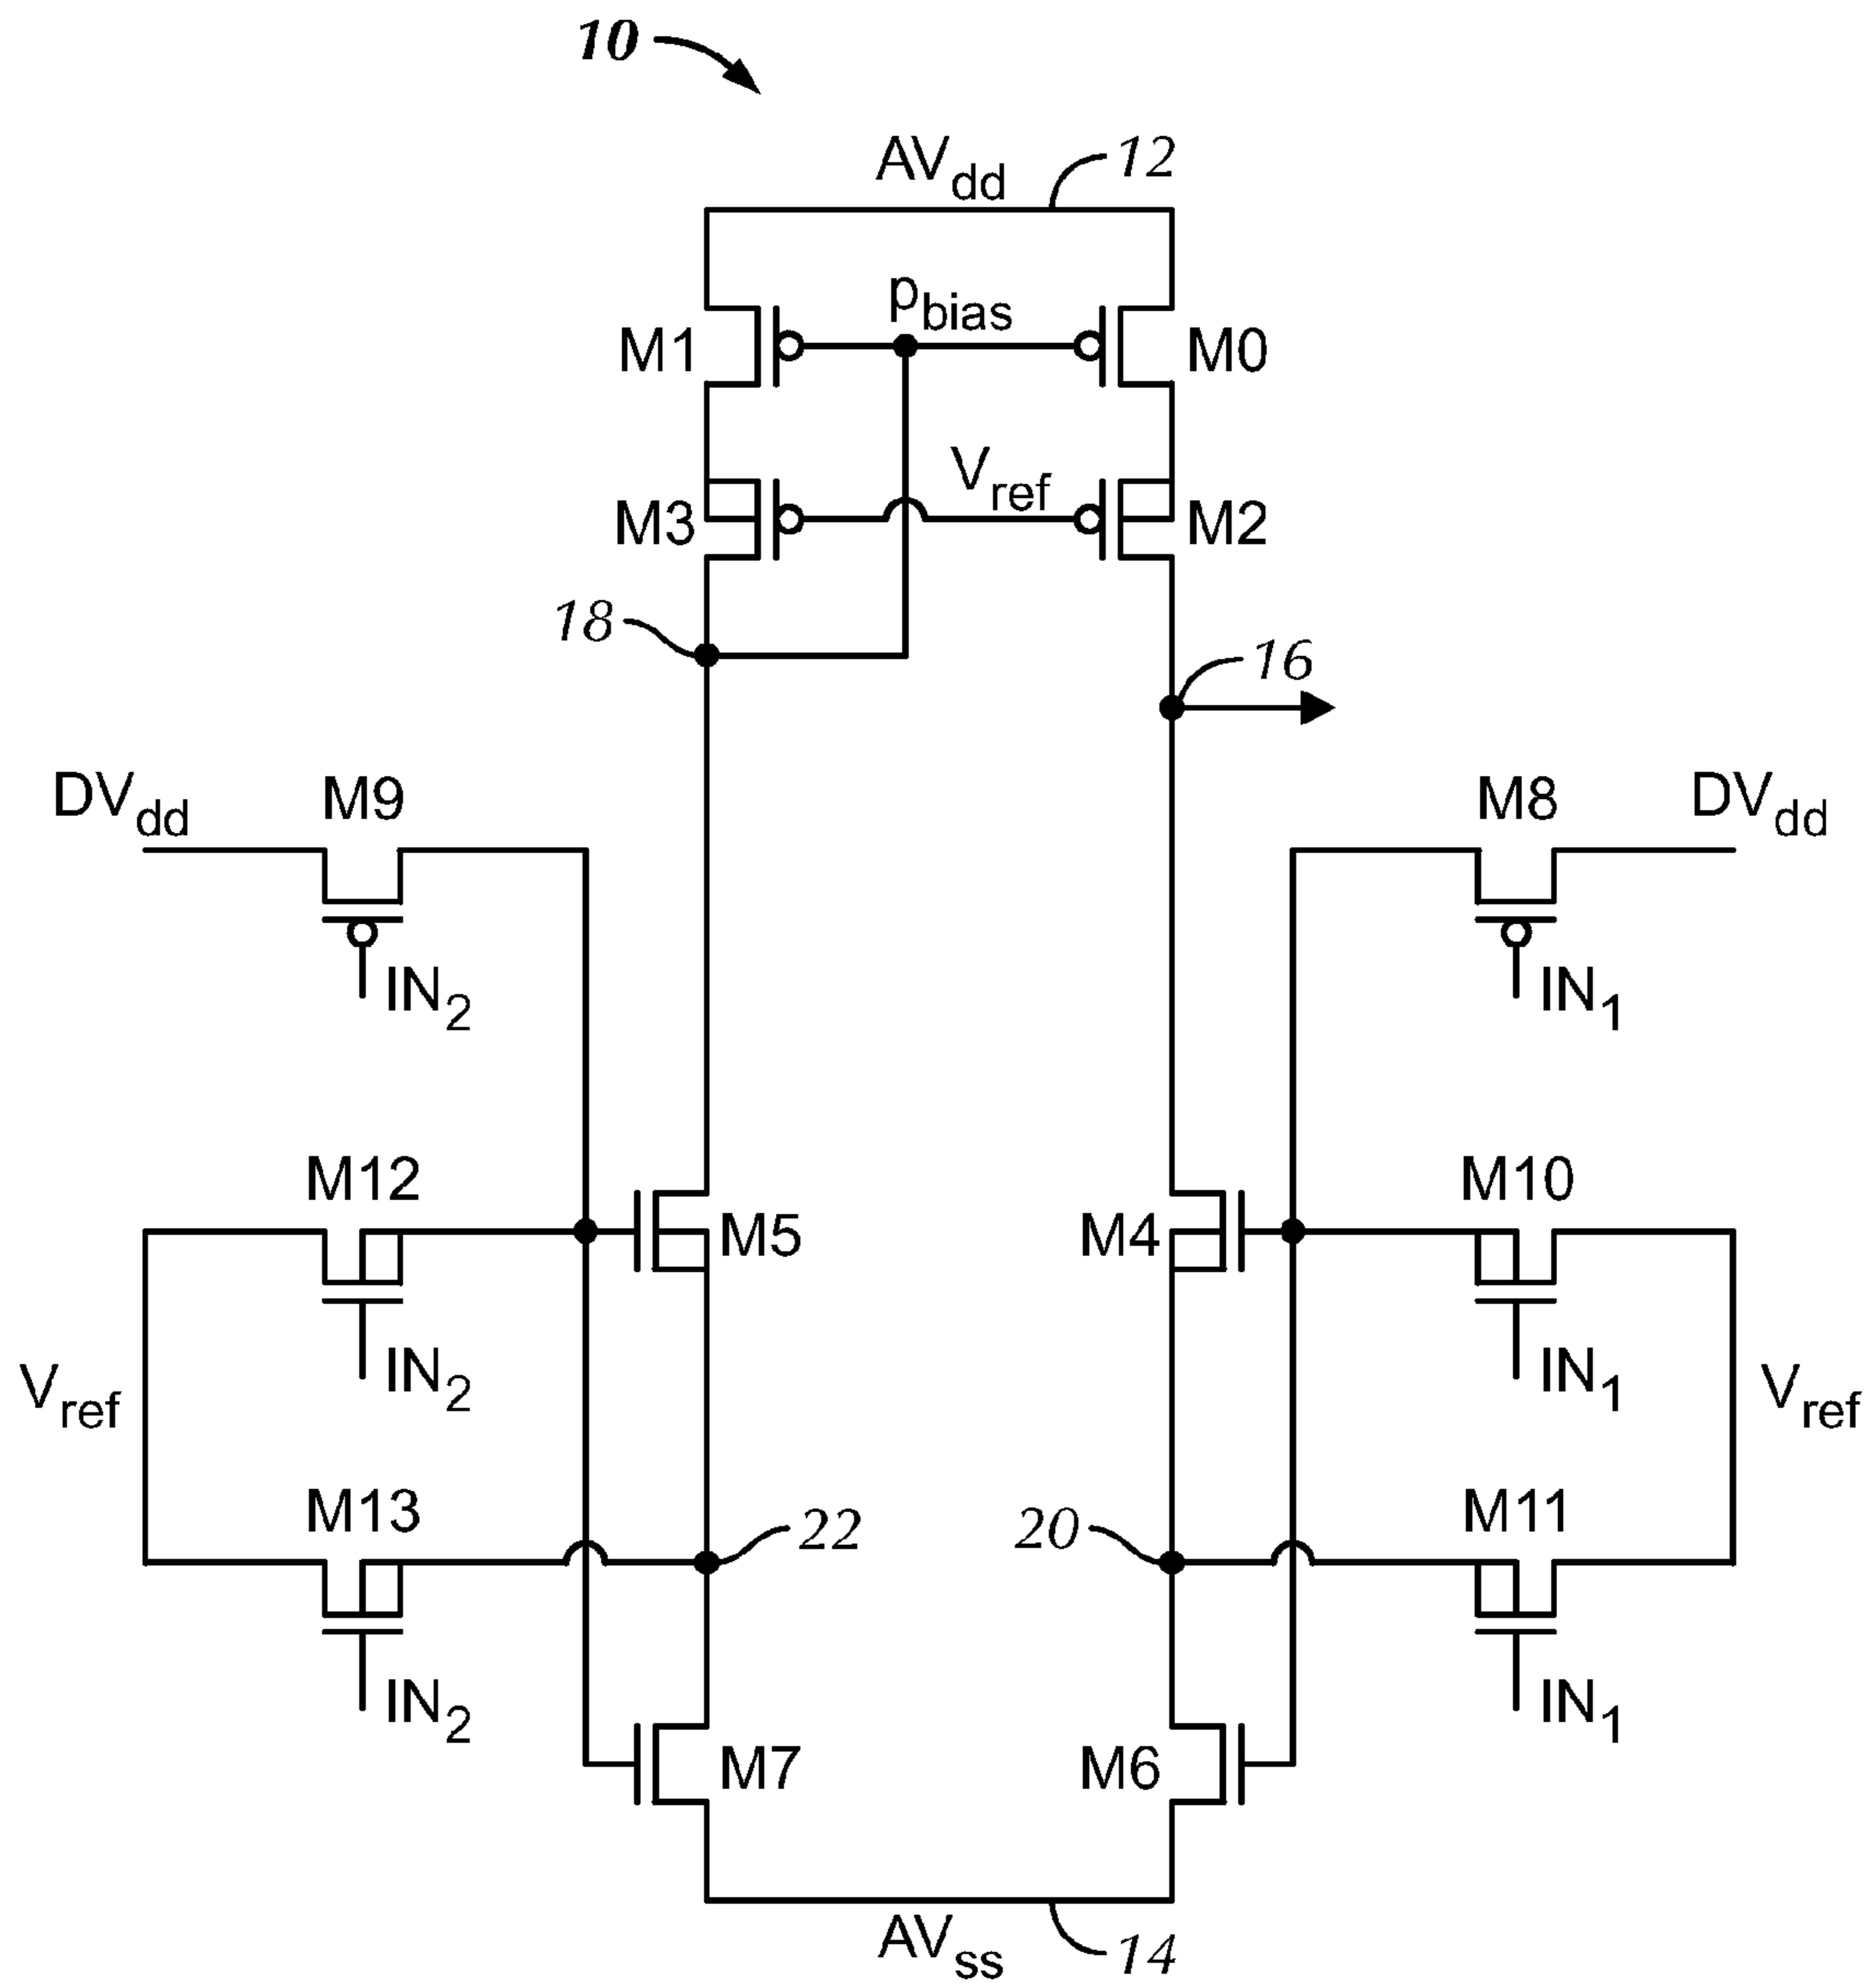 10
AVdd 12
pbias
M1 M0
Vref
M3 M2
18
16
DVdd M9 M8 DVdd
IN2 IN1
M12 M10
M5 M4
IN2 IN1
Vref Vref
M13 22 20 M11
IN2 IN1
M7 M6
AVss 14